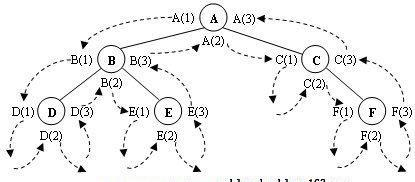 A(1) A A(3)
A(2)
B(1) B B(3) C(1) C C(3)
B(2) C(2)
D(1) D D(3) E(1) E E(3) F(1) F F(3)
D(2) E(2) F(2)